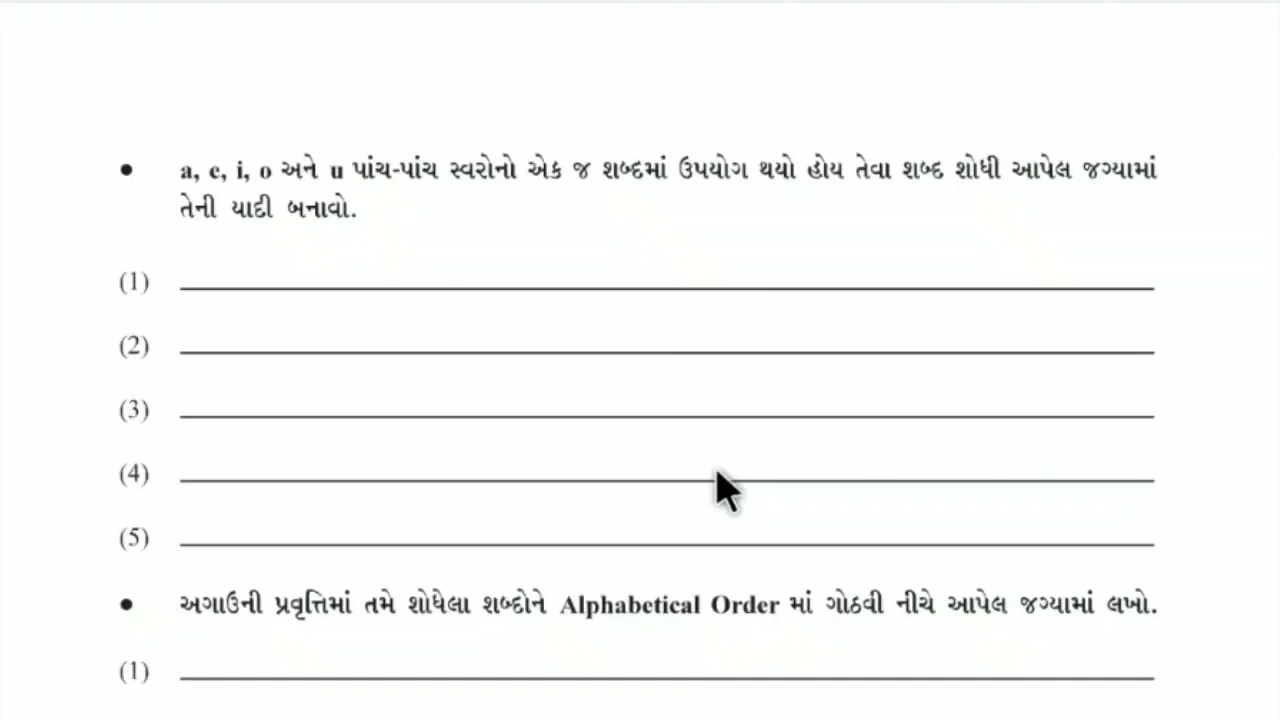 • a, e, i, o અને u પાંચ-પાંચ સ્વરોનો એક જ શબ્દમાં ઉપયોગ થયો હોય તેવા શબ્દ શોધી આપેલ જગ્યામાં
તેની યાદી બનાવો.
(1)
(2)
(3)
(4)
(5)
• અગાઉની પ્રવૃત્તિમાં તમે શોધેલા શબ્દોને Alphabetical Order માં ગોઠવી નીચે આપેલ જગ્યામાં લખો.
(1)